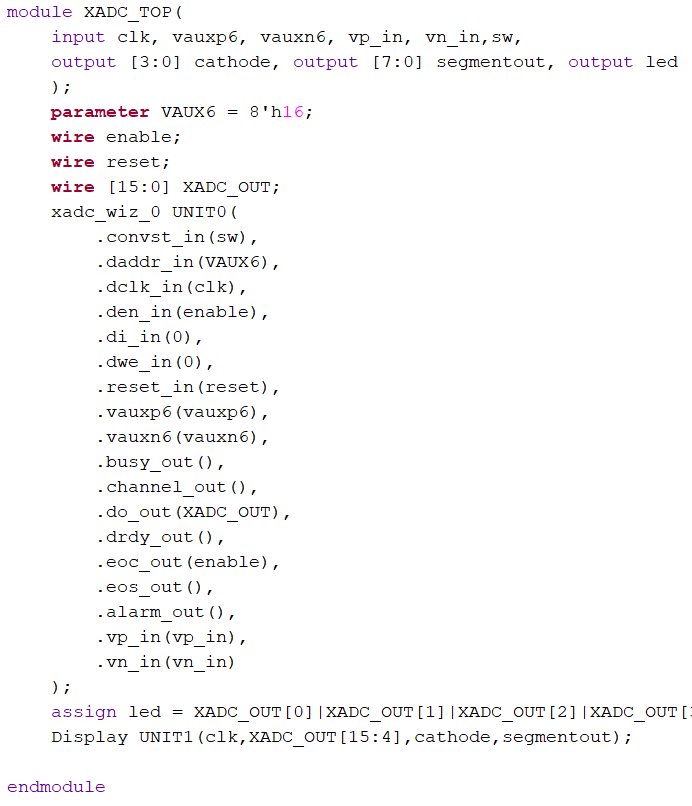 module XADC_TOP(
    input clk, vauxp6, vauxn6, vp_in, vn_in,sw,
    output [3:0] cathode, output [7:0] segmentout, output led
    );
    parameter VAUX6 = 8'h16;
    wire enable;
    wire reset;
    wire [15:0] XADC_OUT;
    xadc_wiz_0 UNIT0(
        .convst_in(sw),
        .daddr_in(VAUX6),
        .dclk_in(clk),
        .den_in(enable),
        .di_in(0),
        .dwe_in(0),
        .reset_in(reset),
        .vauxp6(vauxp6),
        .vauxn6(vauxn6),
        .busy_out(),
        .channel_out(),
        .do_out(XADC_OUT),
        .drdy_out(),
        .eoc_out(enable),
        .eos_out(),
        .alarm_out(),
        .vp_in(vp_in),
        .vn_in(vn_in)
    );
    assign led = XADC_OUT[0]|XADC_OUT[1]|XADC_OUT[2]|XADC_OUT[
    Display UNIT1(clk,XADC_OUT[15:4],cathode,segmentout);
endmodule